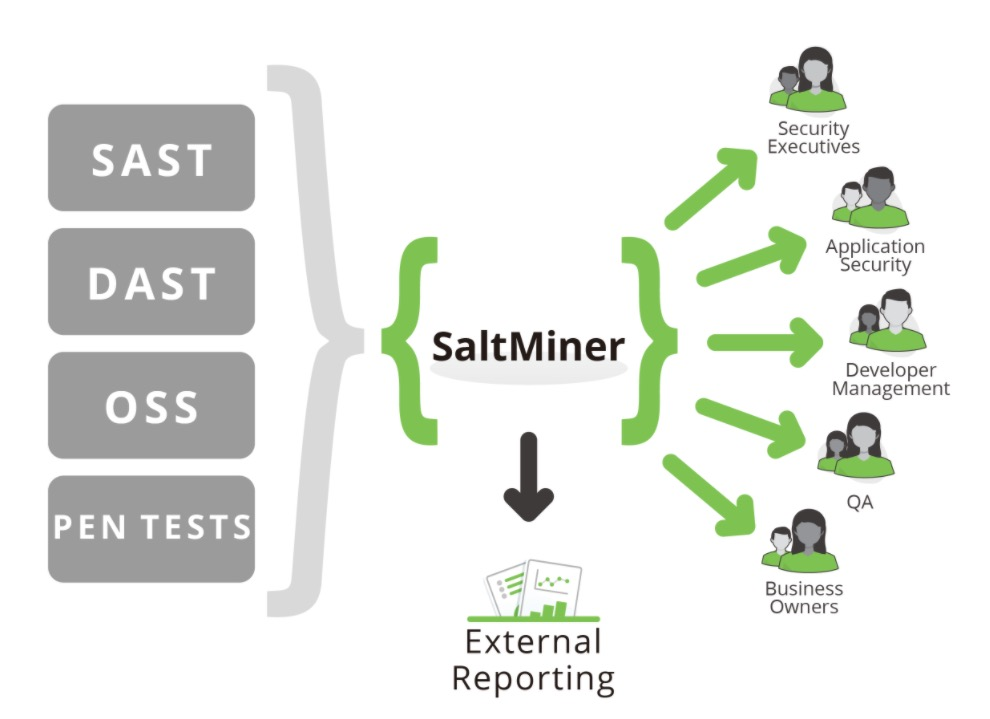 SAST
DAST
OSS
PEN TESTS
SaltMiner
External
Reporting
Security
Executives
Application
Security
Developer
Management
QA
Business
Owners